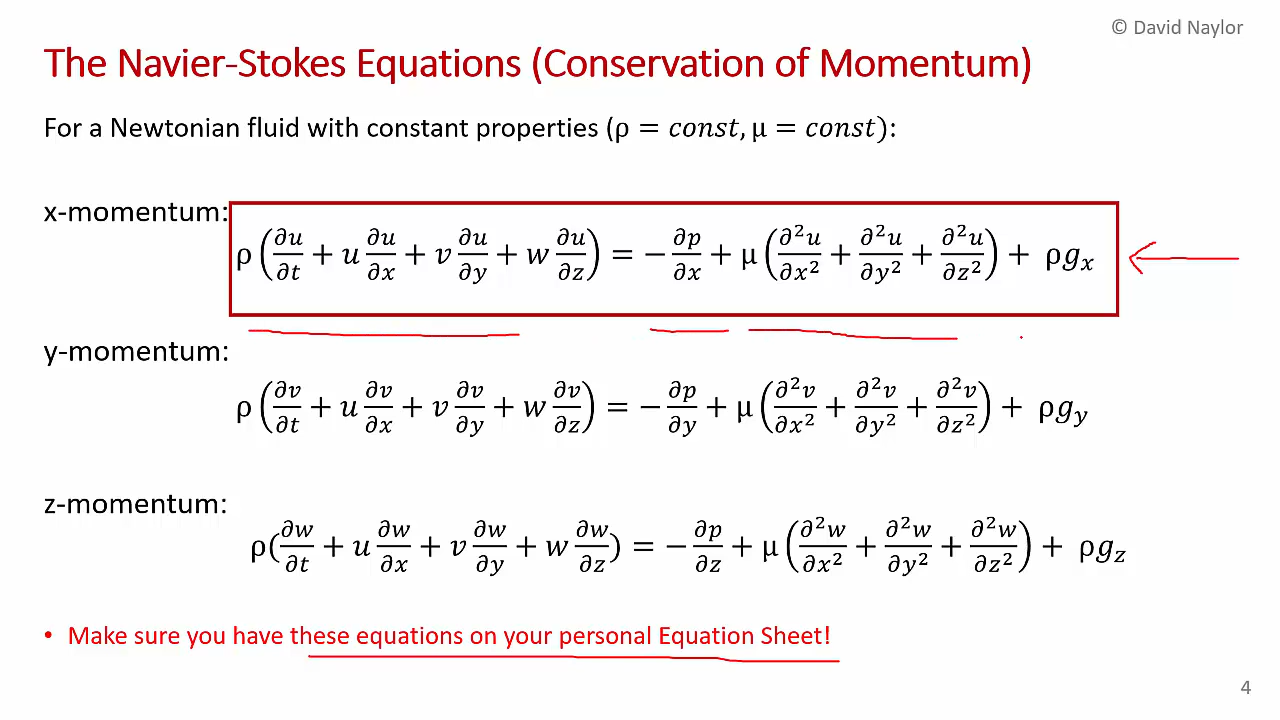 © David Naylor
The Navier-Stokes Equations (Conservation of Momentum)
For a Newtonian fluid with constant properties (ρ = const, μ = const):
x-momentum:
ρ(∂u/∂t + u ∂u/∂x + v ∂u/∂y + w ∂u/∂z) = −∂p/∂x + μ(∂²u/∂x² + ∂²u/∂y² + ∂²u/∂z²) + ρgₓ
y-momentum:
ρ(∂v/∂t + u ∂v/∂x + v ∂v/∂y + w ∂v/∂z) = −∂p/∂y + μ(∂²v/∂x² + ∂²v/∂y² + ∂²v/∂z²) + ρg_y
z-momentum:
ρ(∂w/∂t + u ∂w/∂x + v ∂w/∂y + w ∂w/∂z) = −∂p/∂z + μ(∂²w/∂x² + ∂²w/∂y² + ∂²w/∂z²) + ρg_z
• Make sure you have these equations on your personal Equation Sheet!
4